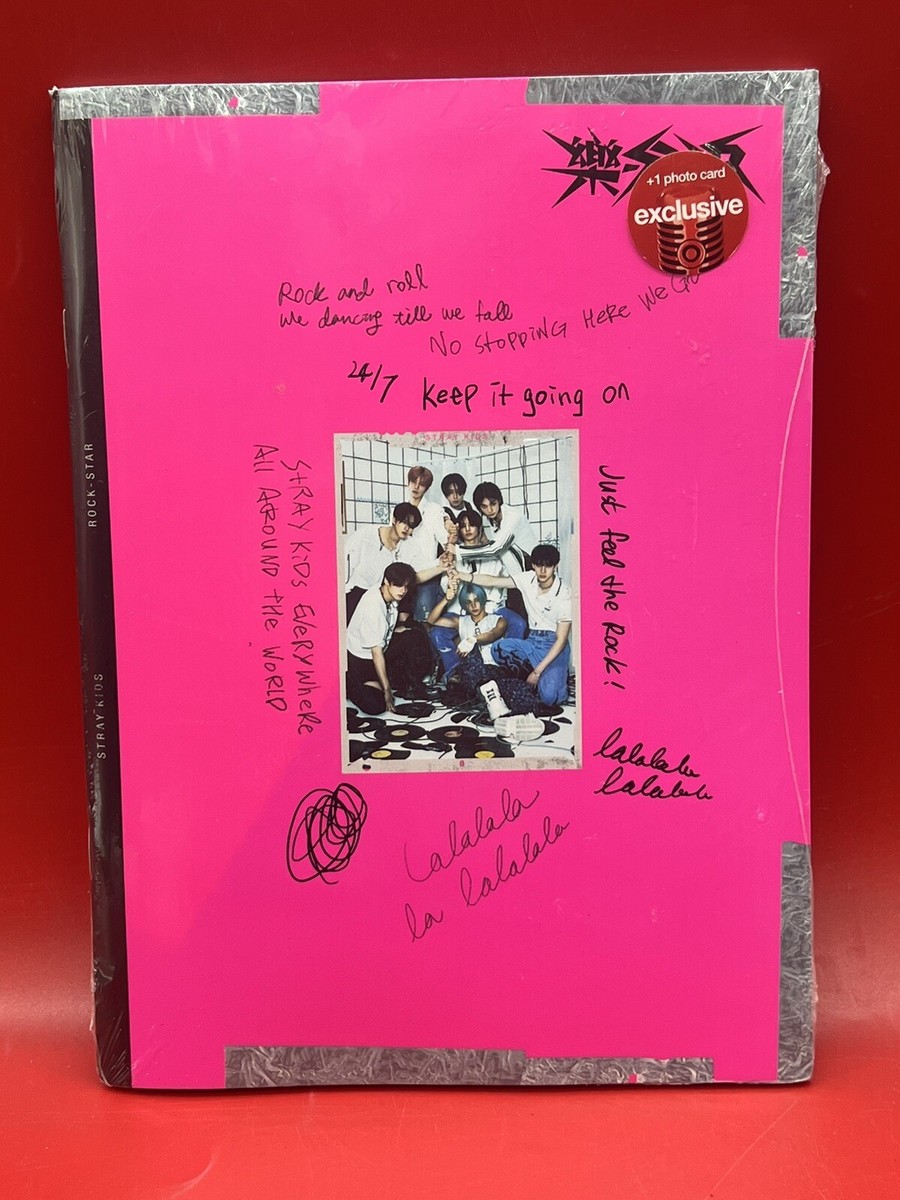 樂
+1 photo card
exclusive
Rock and roll
We dancing till we fall
No stopping Here We Go
24/7
Keep it going on
STRAY KIDS
STRAY KIDS EVERYWHERE
All AROUND tHE WORLD
Just feel the Rock!
lalalala
lalalala
Lalalala
la lalalala
ROCK-STAR
STRAY KIDS